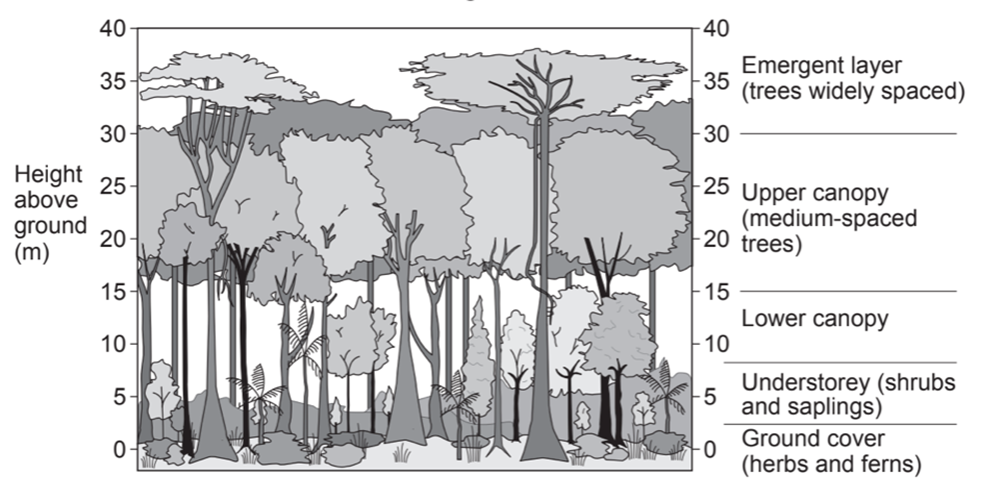 40
35
30
25
20
15
10
5
0
Height
above
ground
(m)
40
35
30
25
20
15
10
5
0
Emergent layer
(trees widely spaced)
Upper canopy
(medium-spaced
trees)
Lower canopy
Understorey (shrubs
and saplings)
Ground cover
(herbs and ferns)